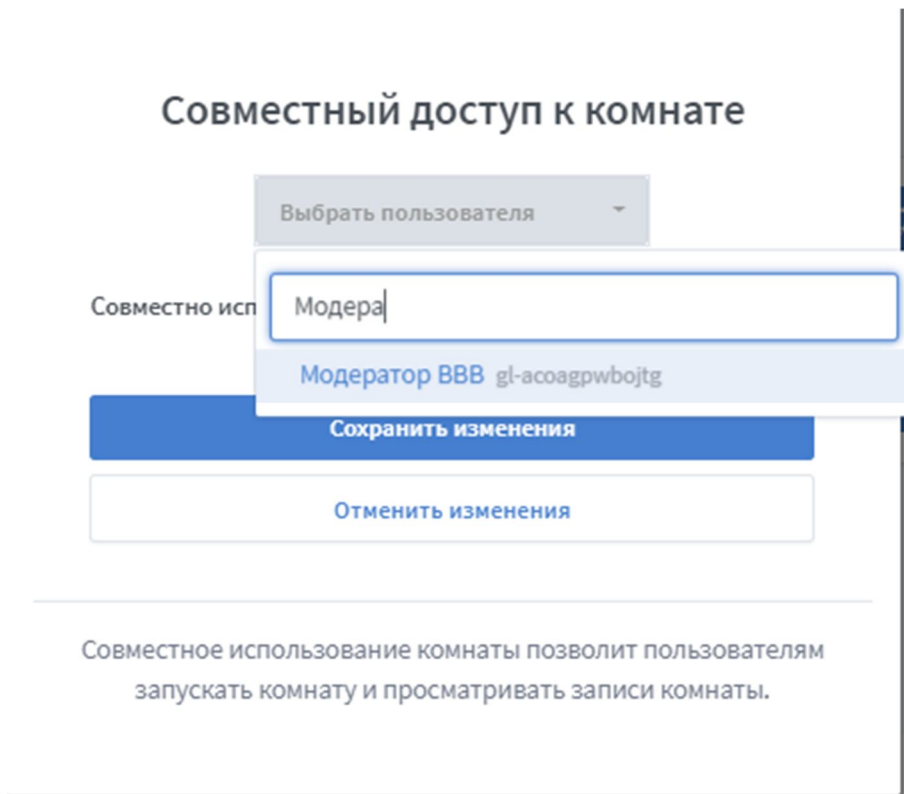 Совместный доступ к комнате
Выбрать пользователя
Совместно исп
Модера
Модератор BBB gl-acoagpwbojtg
Сохранить изменения
Отменить изменения
Совместное использование комнаты позволит пользователям
запускать комнату и просматривать записи комнаты.